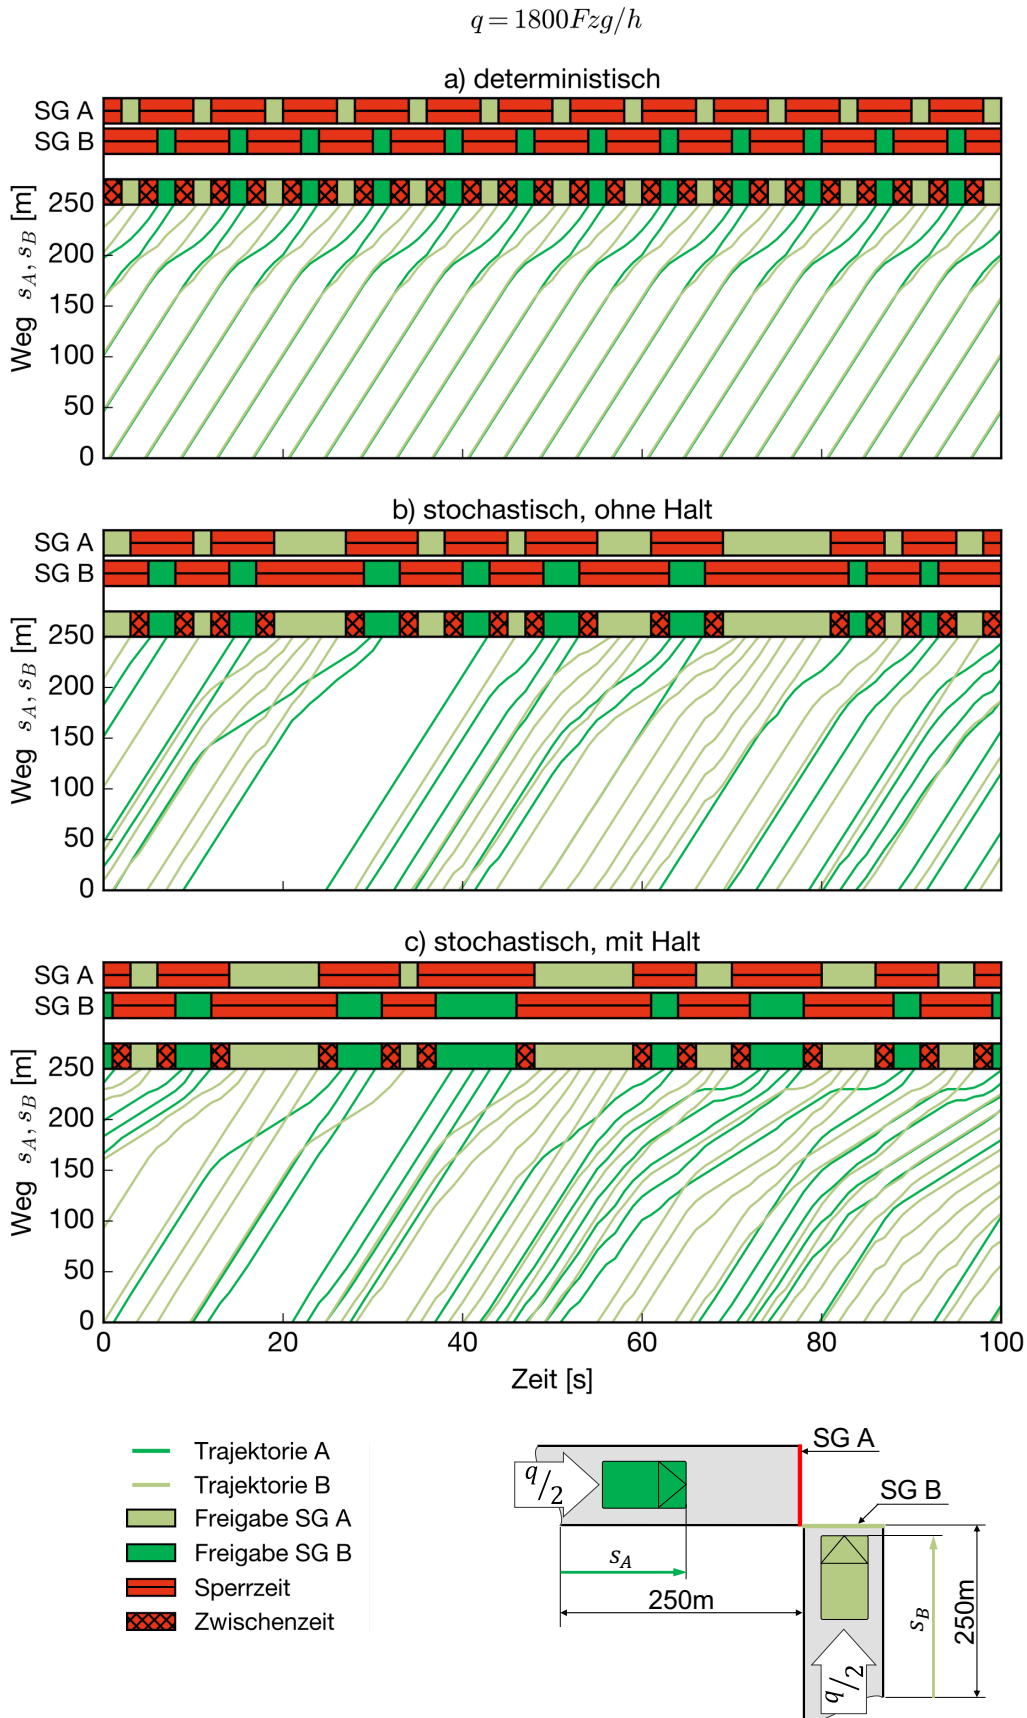 q = 1800Fzg/h
a) deterministisch
SG A
SG B
Weg s_A, s_B [m]
250
200
150
100
50
0
b) stochastisch, ohne Halt
SG A
SG B
Weg s_A, s_B [m]
250
200
150
100
50
0
c) stochastisch, mit Halt
SG A
SG B
Weg s_A, s_B [m]
250
200
150
100
50
0
0 20 40 60 80 100
Zeit [s]
Trajektorie A
Trajektorie B
Freigabe SG A
Freigabe SG B
Sperrzeit
Zwischenzeit
SG A
q/2
SG B
s_A
250m
s_B
250m
q/2